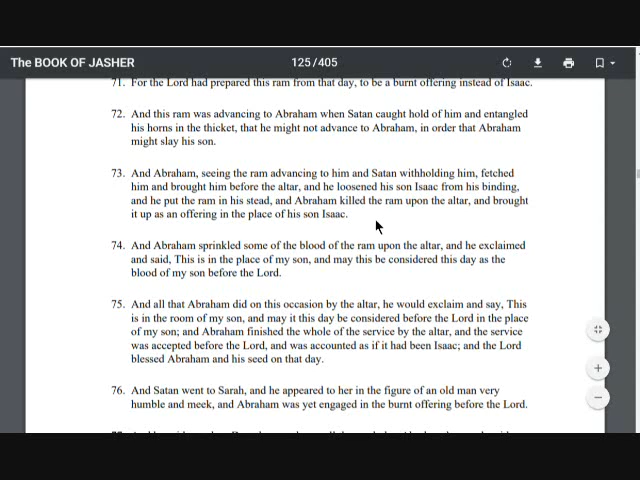 The BOOK OF JASHER
125 / 405
71. For the Lord had prepared this ram from that day, to be a burnt offering instead of Isaac.
72. And this ram was advancing to Abraham when Satan caught hold of him and entangled
his horns in the thicket, that he might not advance to Abraham, in order that Abraham
might slay his son.
73. And Abraham, seeing the ram advancing to him and Satan withholding him, fetched
him and brought him before the altar, and he loosened his son Isaac from his binding,
and he put the ram in his stead, and Abraham killed the ram upon the altar, and brought
it up as an offering in the place of his son Isaac.
74. And Abraham sprinkled some of the blood of the ram upon the altar, and he exclaimed
and said, This is in the place of my son, and may this be considered this day as the
blood of my son before the Lord.
75. And all that Abraham did on this occasion by the altar, he would exclaim and say, This
is in the room of my son, and may it this day be considered before the Lord in the place
of my son; and Abraham finished the whole of the service by the altar, and the service
was accepted before the Lord, and was accounted as if it had been Isaac; and the Lord
blessed Abraham and his seed on that day.
76. And Satan went to Sarah, and he appeared to her in the figure of an old man very
humble and meek, and Abraham was yet engaged in the burnt offering before the Lord.